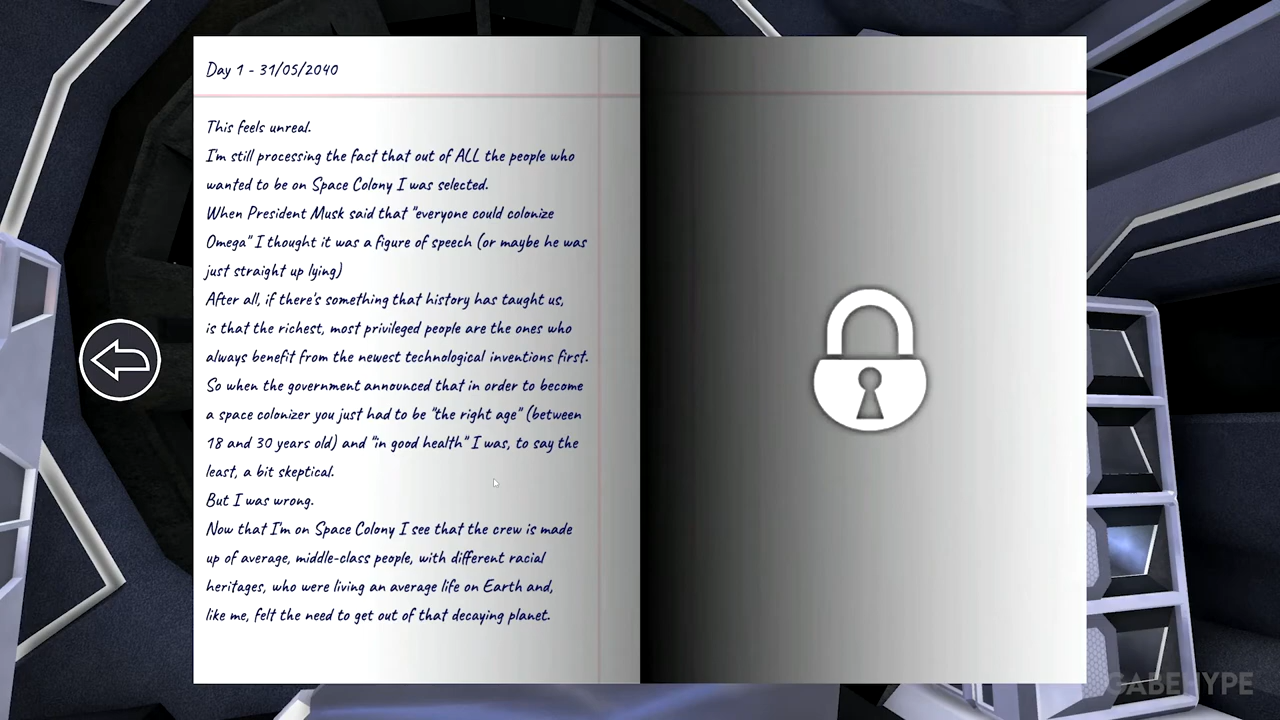 Day 1 - 31/05/2040
This feels unreal.
I'm still processing the fact that out of ALL the people who
wanted to be on Space Colony I was selected.
When President Musk said that "everyone could colonize
Omega" I thought it was a figure of speech (or maybe he was
just straight up lying)
After all, if there's something that history has taught us,
is that the richest, most privileged people are the ones who
always benefit from the newest technological inventions first.
So when the government announced that in order to become
a space colonizer you just had to be "the right age" (between
18 and 30 years old) and "in good health" I was, to say the
least, a bit skeptical.
But I was wrong.
Now that I'm on Space Colony I see that the crew is made
up of average, middle-class people, with different racial
heritages, who were living an average life on Earth and,
like me, felt the need to get out of that decaying planet.
GABEHYPE